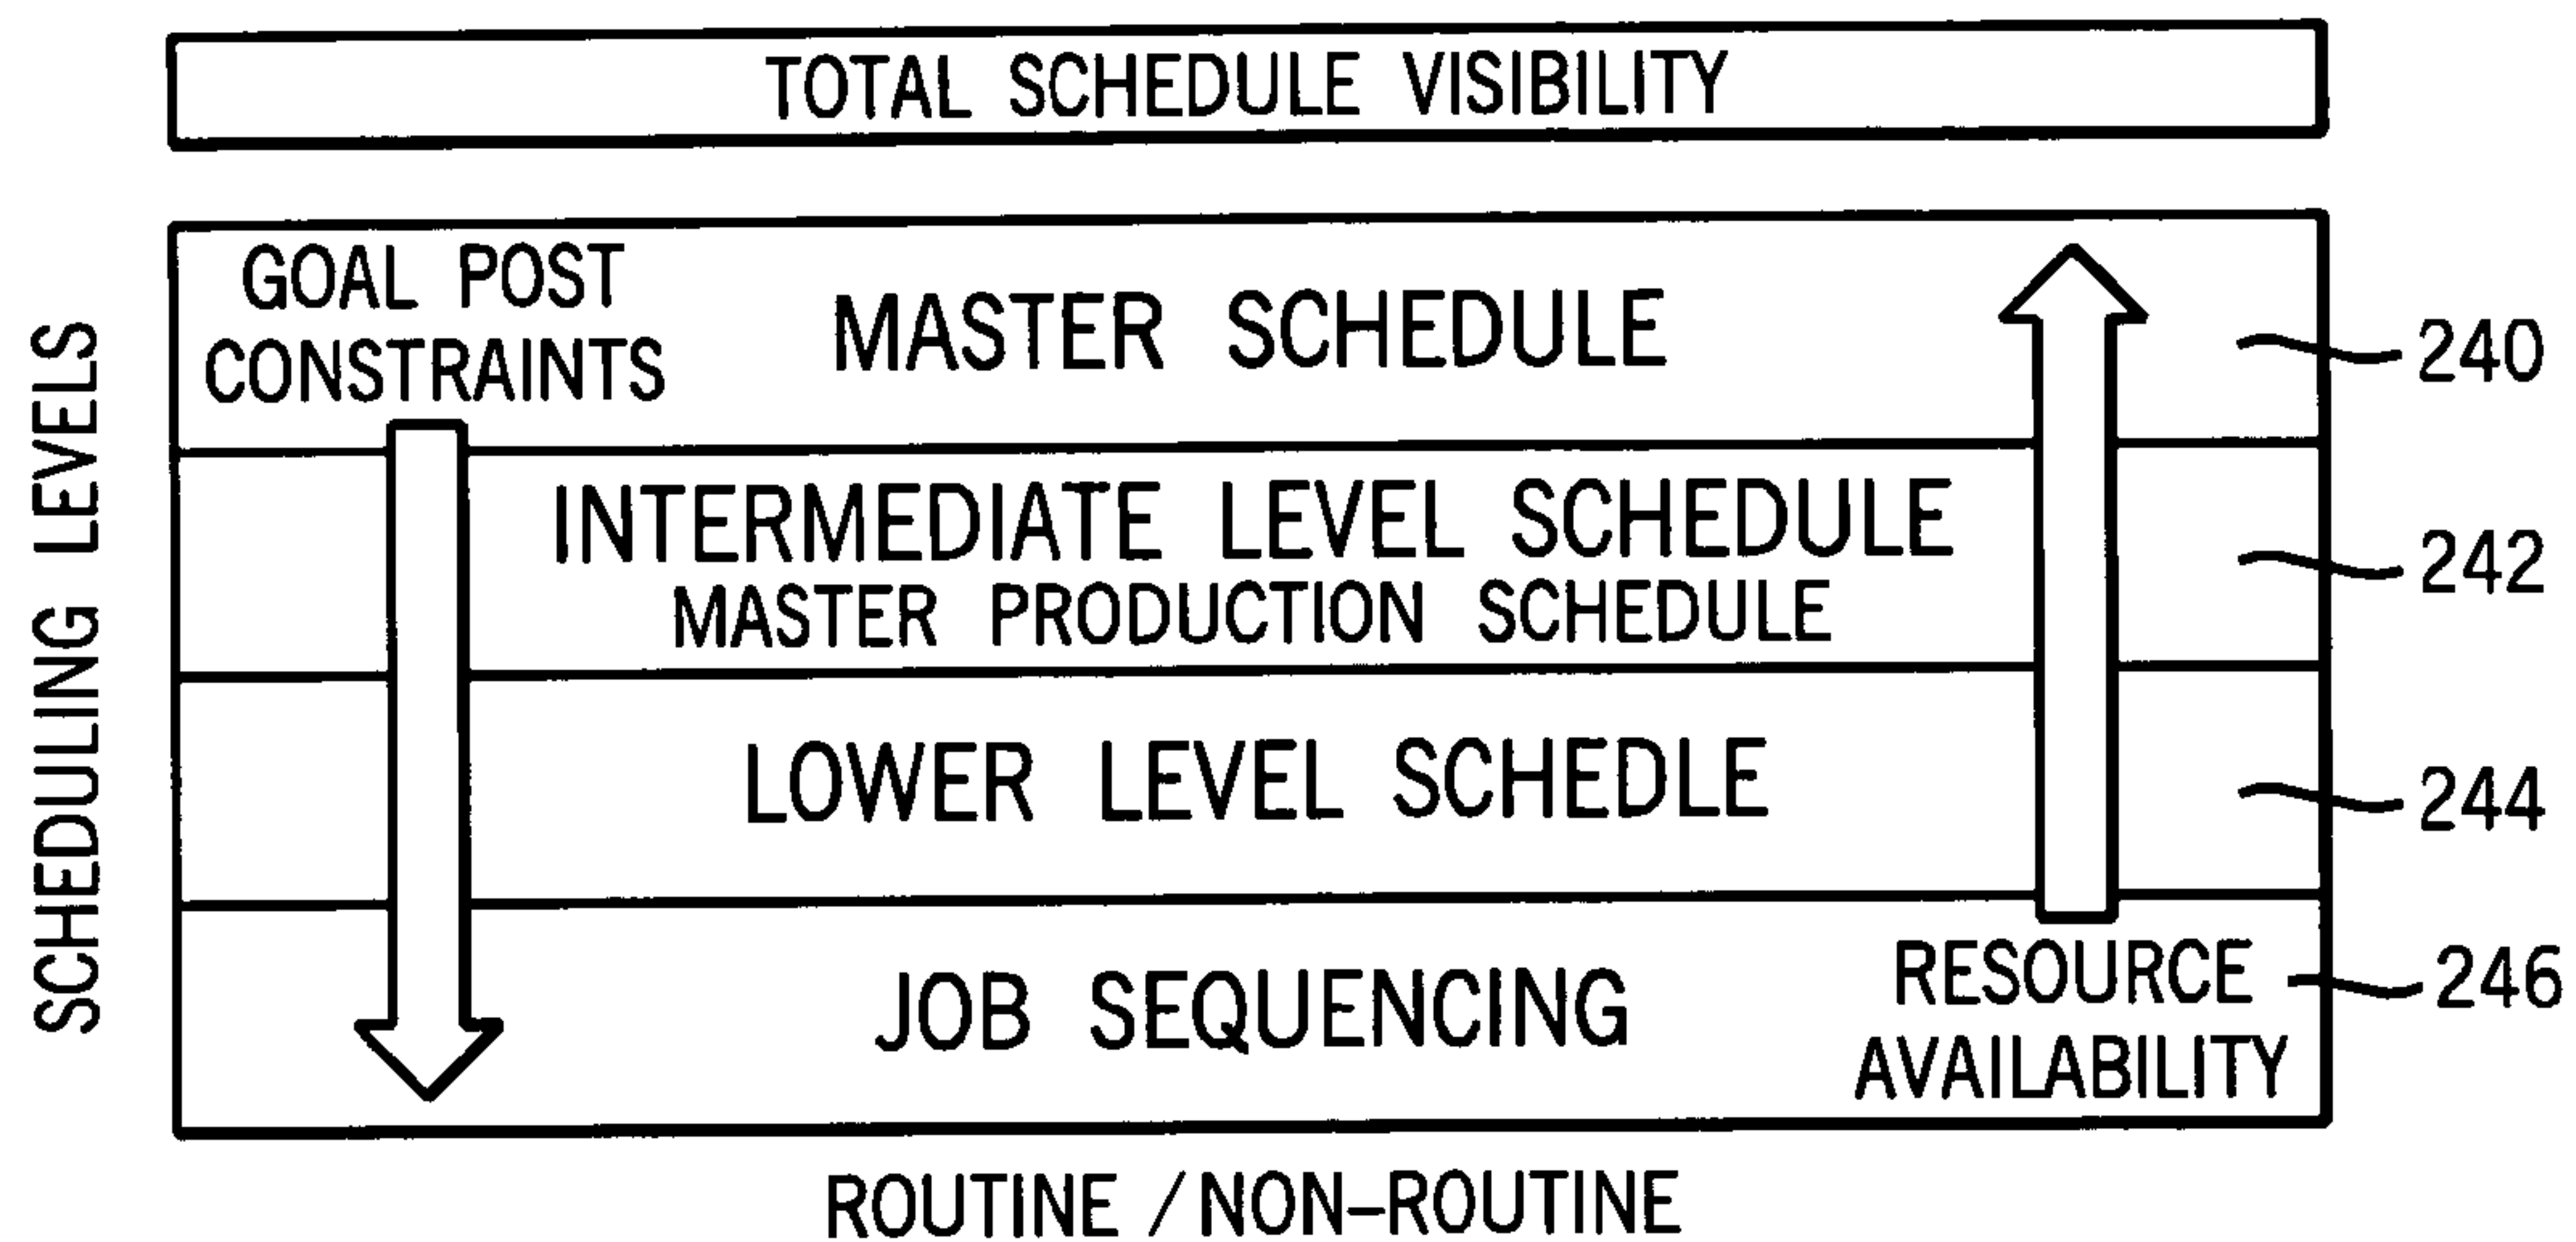 TOTAL SCHEDULE VISIBILITY
SCHEDULING LEVELS
GOAL POST
CONSTRAINTS
MASTER SCHEDULE
240
INTERMEDIATE LEVEL SCHEDULE
MASTER PRODUCTION SCHEDULE
242
LOWER LEVEL SCHEDLE
244
JOB SEQUENCING
RESOURCE
AVAILABILITY
246
ROUTINE / NON-ROUTINE